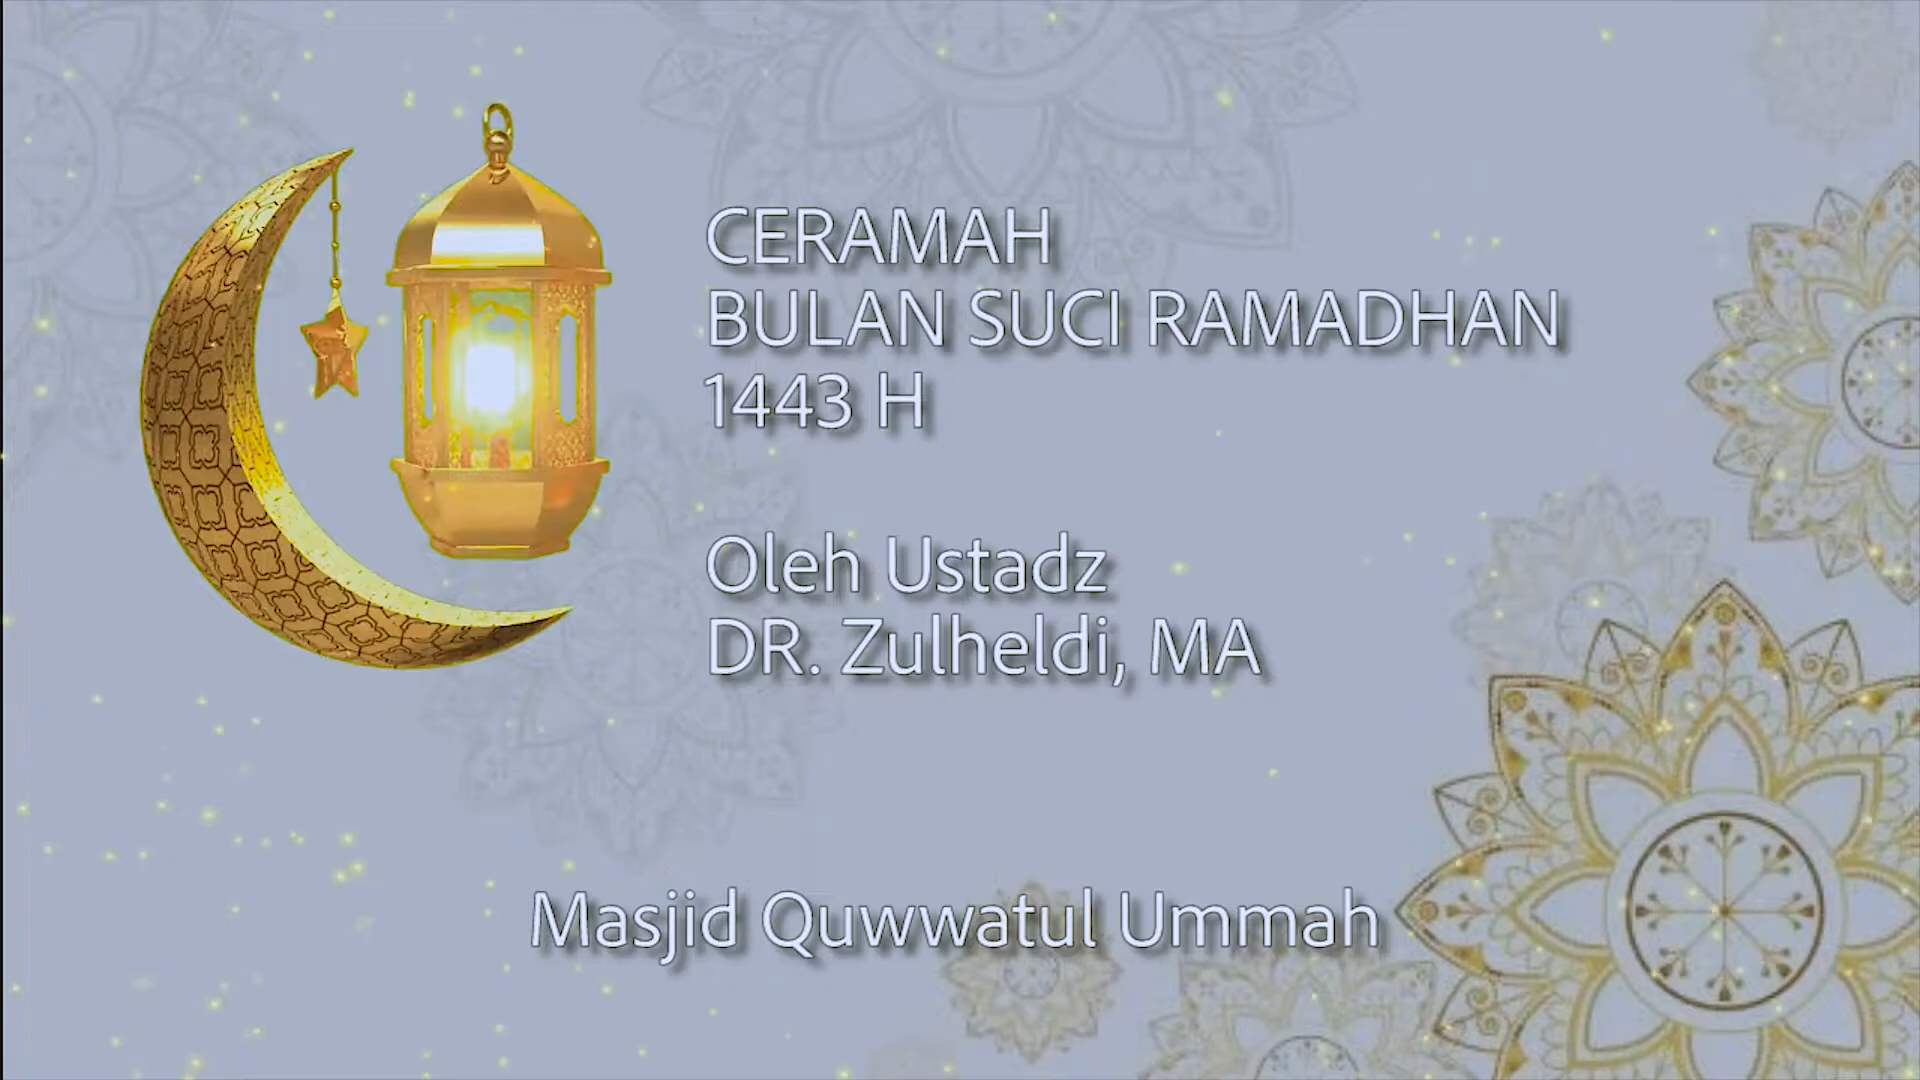 CERAMAH
BULAN SUCI RAMADHAN
1443 H
Oleh Ustadz
DR. Zulheldi, MA
Masjid Quwwatul Ummah